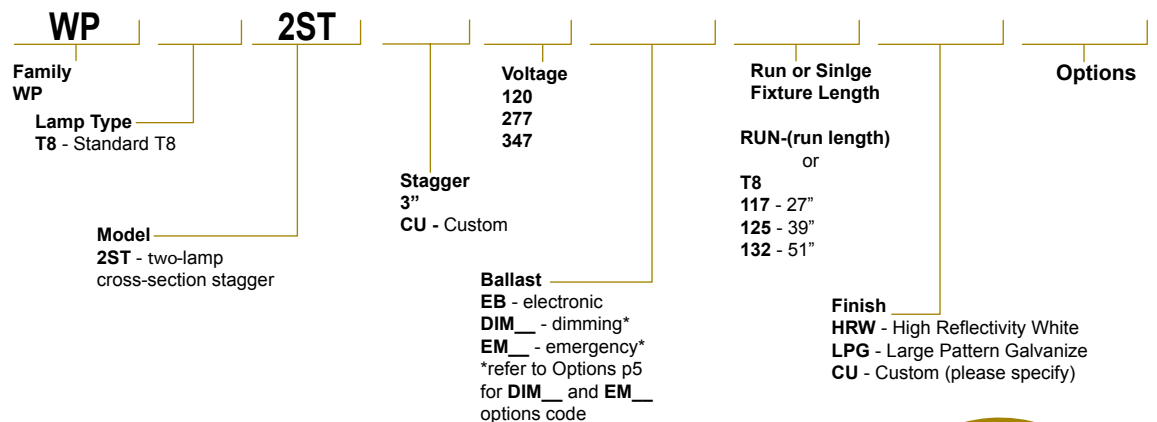 WP 2ST
Family
WP
Lamp Type
T8 - Standard T8
Model
2ST - two-lamp
cross-section stagger
Stagger
3”
CU - Custom
Voltage
120
277
347
Ballast
EB - electronic
DIM__ - dimming*
EM__ - emergency*
*refer to Options p5
for DIM__ and EM__
options code
Run or Sinlge
Fixture Length
RUN-(run length)
or
T8
117 - 27”
125 - 39”
132 - 51”
Finish
HRW - High Reflectivity White
LPG - Large Pattern Galvanize
CU - Custom (please specify)
Options